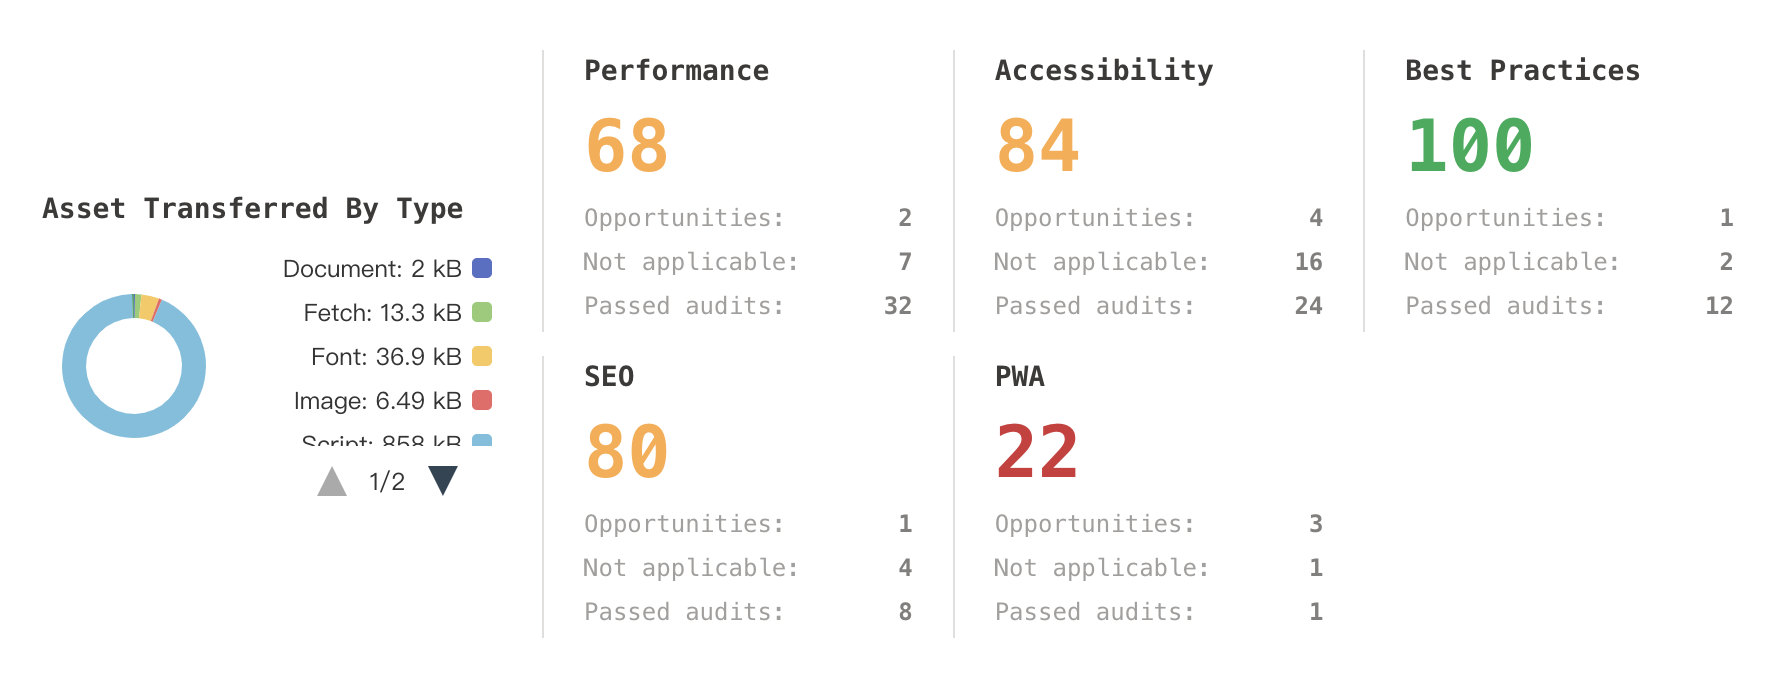 Asset Transferred By Type
Document: 2 kB
Fetch: 13.3 kB
Font: 36.9 kB
Image: 6.49 kB
Script: 858 kB
1/2
Performance
68
Opportunities: 2
Not applicable: 7
Passed audits: 32
Accessibility
84
Opportunities: 4
Not applicable: 16
Passed audits: 24
Best Practices
100
Opportunities: 1
Not applicable: 2
Passed audits: 12
SEO
80
Opportunities: 1
Not applicable: 4
Passed audits: 8
PWA
22
Opportunities: 3
Not applicable: 1
Passed audits: 1